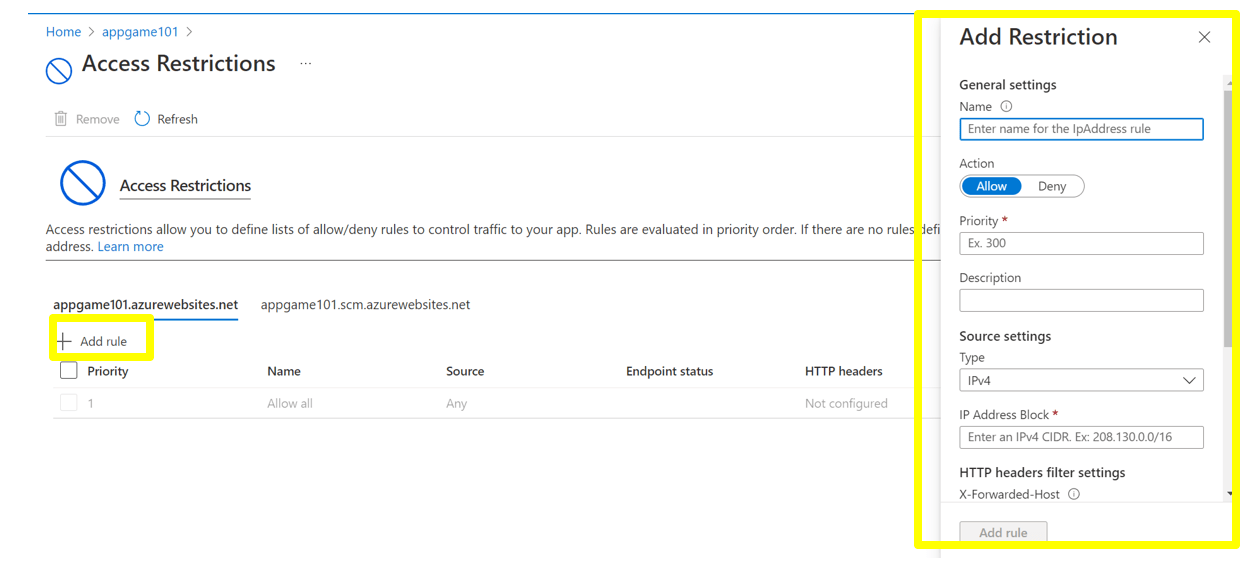 Home > appgame101 >
Access Restrictions ...
Remove Refresh
Access Restrictions
Access restrictions allow you to define lists of allow/deny rules to control traffic to your app. Rules are evaluated in priority order. If there are no rules defi
address. Learn more
appgame101.azurewebsites.net appgame101.scm.azurewebsites.net
+ Add rule
Priority Name Source Endpoint status HTTP headers
1 Allow all Any Not configured
Add Restriction
General settings
Name
Enter name for the IpAddress rule
Action
Allow Deny
Priority *
Ex. 300
Description
Source settings
Type
IPv4
IP Address Block *
Enter an IPv4 CIDR. Ex: 208.130.0.0/16
HTTP headers filter settings
X-Forwarded-Host
Add rule